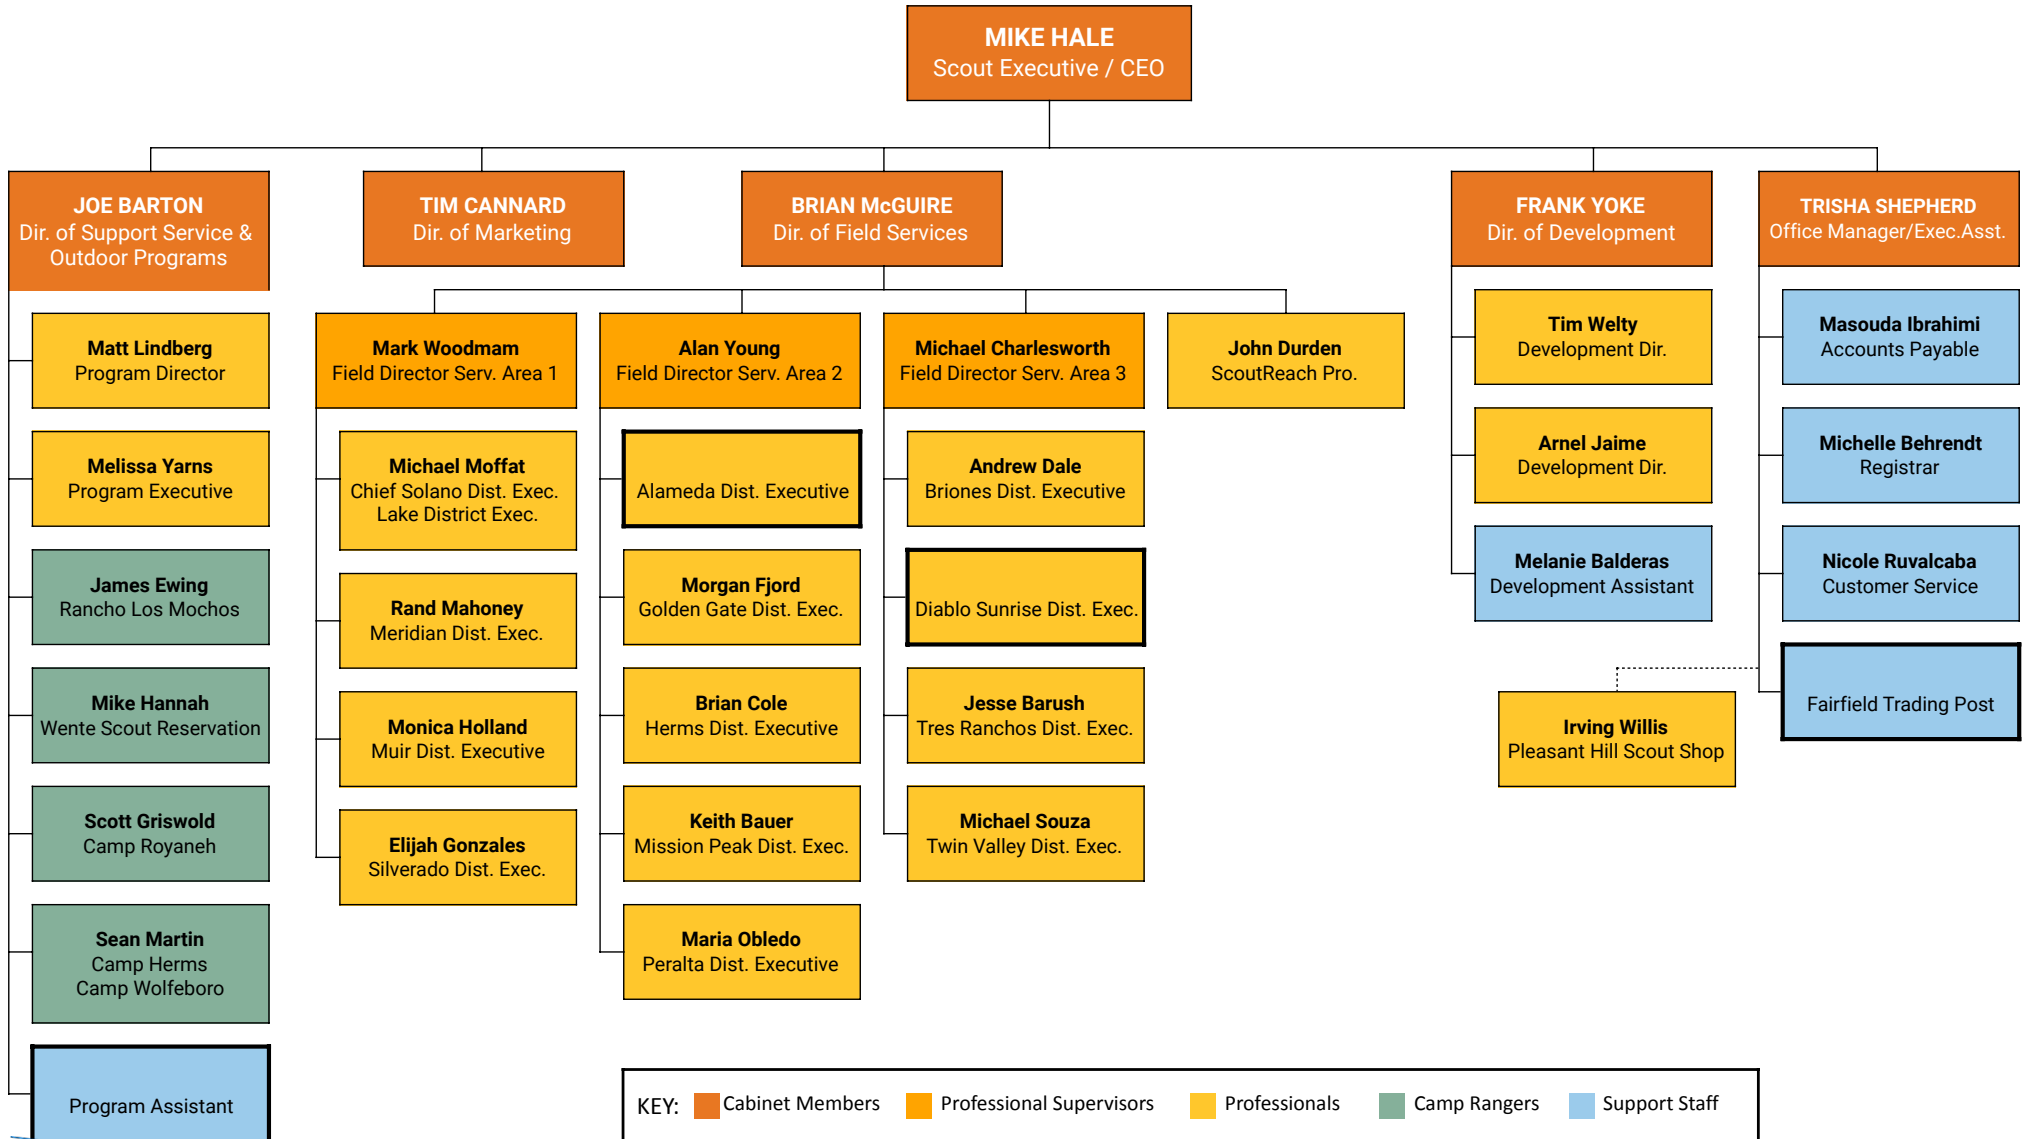 MIKE HALE
Scout Executive / CEO
JOE BARTON
Dir. of Support Service &
Outdoor Programs
TIM CANNARD
Dir. of Marketing
BRIAN McGUIRE
Dir. of Field Services
FRANK YOKE
Dir. of Development
TRISHA SHEPHERD
Office Manager/Exec.Asst.
Matt Lindberg
Program Director
Melissa Yarns
Program Executive
James Ewing
Rancho Los Mochos
Mike Hannah
Wente Scout Reservation
Scott Griswold
Camp Royaneh
Sean Martin
Camp Herms
Camp Wolfeboro
Program Assistant
Mark Woodmam
Field Director Serv. Area 1
Michael Moffat
Chief Solano Dist. Exec.
Lake District Exec.
Rand Mahoney
Meridian Dist. Exec.
Monica Holland
Muir Dist. Executive
Elijah Gonzales
Silverado Dist. Exec.
Alan Young
Field Director Serv. Area 2
Alameda Dist. Executive
Morgan Fjord
Golden Gate Dist. Exec.
Brian Cole
Herms Dist. Executive
Keith Bauer
Mission Peak Dist. Exec.
Maria Obledo
Peralta Dist. Executive
Michael Charlesworth
Field Director Serv. Area 3
Andrew Dale
Briones Dist. Executive
Diablo Sunrise Dist. Exec.
Jesse Barush
Tres Ranchos Dist. Exec.
Michael Souza
Twin Valley Dist. Exec.
John Durden
ScoutReach Pro.
Tim Welty
Development Dir.
Arnel Jaime
Development Dir.
Melanie Balderas
Development Assistant
Masouda Ibrahimi
Accounts Payable
Michelle Behrendt
Registrar
Nicole Ruvalcaba
Customer Service
Fairfield Trading Post
Irving Willis
Pleasant Hill Scout Shop
KEY: Cabinet Members Professional Supervisors Professionals Camp Rangers Support Staff